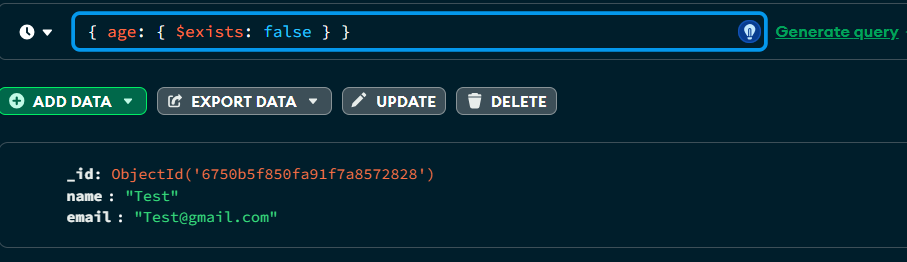 { age: { $exists: false } }
Generate query
ADD DATA EXPORT DATA UPDATE DELETE
_id: ObjectId('6750b5f850fa91f7a8572828')
name : "Test"
email : "Test@gmail.com"